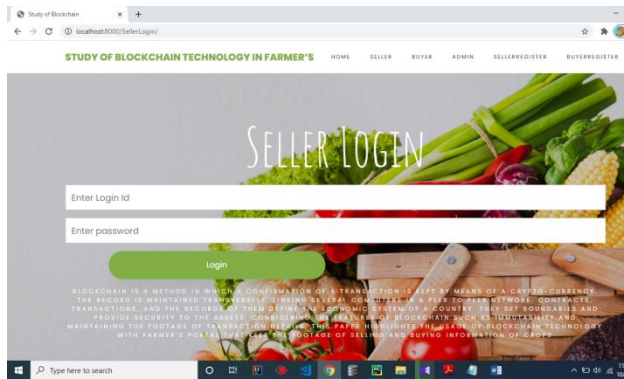 Study of Blockchain
localhost:8000/SellerLogin/
STUDY OF BLOCKCHAIN TECHNOLOGY IN FARMER'S
HOME SELLER BUYER ADMIN SELLERREGISTER BUYERREGISTER
SELLER LOGIN
Enter Login Id
Enter password
Login
BLOCKCHAIN IS A METHOD IN WHICH A CONFIRMATION OF A TRANSACTION IS KEPT BY MEANS OF A CRYPTO-CURRENCY.
THE RECORD IS MAINTAINED TRANSVERSELY, LINKING SEVERAL COMPUTERS IN A PEER TO PEER NETWORK. CONTRACTS,
TRANSACTIONS, AND THE RECORDS OF THEM DEFINE THE ECONOMIC SYSTEM OF A COUNTRY. THEY SET BOUNDARIES AND
PROVIDE SECURITY TO THE ASSETS. CONSIDERING THE FEATURES OF BLOCKCHAIN SUCH AS IMMUTABILITY AND
MAINTAINING THE FOOTAGE OF TRANSACTION DETAILS, THIS PAPER HIGHLIGHTS THE USAGE OF BLOCKCHAIN TECHNOLOGY
WITH FARMER'S PORTAL THAT KEEP THE FOOTAGE OF SELLING AND BUYING INFORMATION OF CROPS
Type here to search